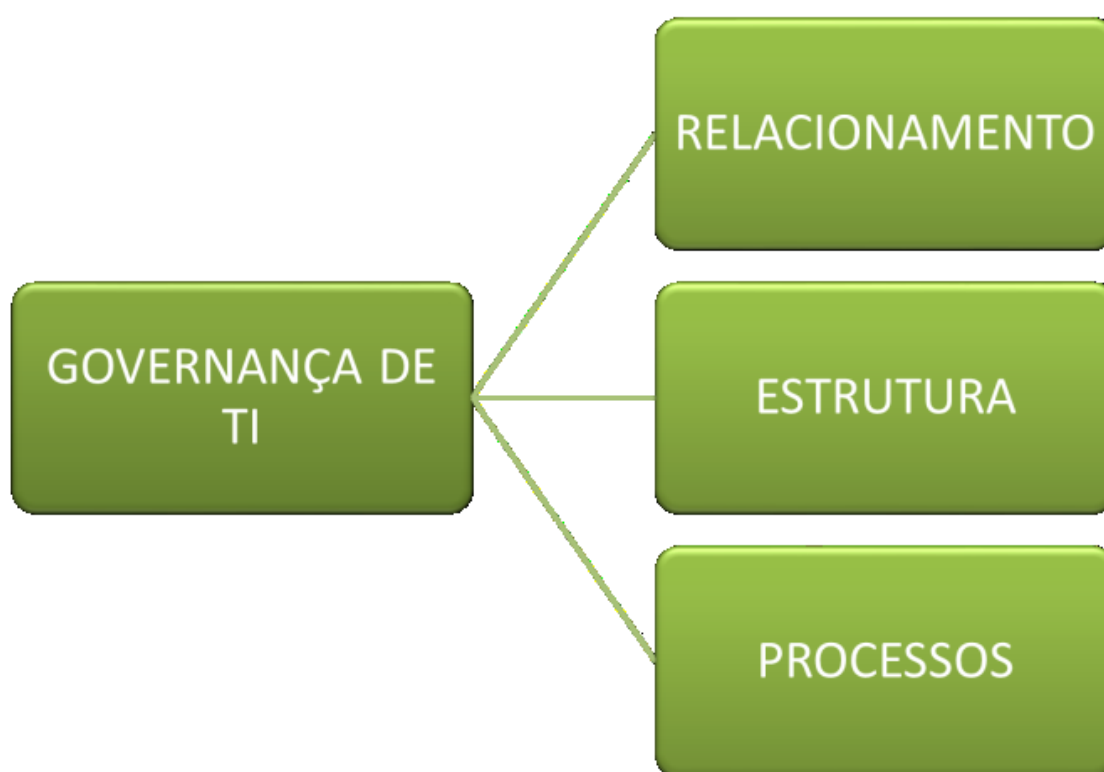 RELACIONAMENTO
GOVERNANÇA DE
TI
ESTRUTURA
PROCESSOS